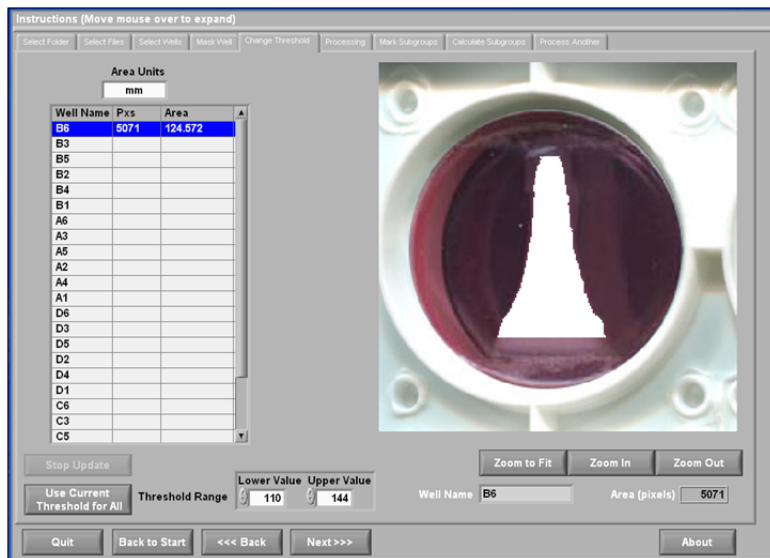 Instructions (Move mouse over to expand)
Select Folder Select Files Select Wells Mask Well Change Threshold Processing Mark Subgroups Calculate Subgroups Process Another
Area Units
mm
Well Name Pxs Area
B6 5071 124.572
B3
B5
B2
B4
B1
A6
A3
A5
A2
A4
A1
D6
D3
D5
D2
D4
D1
C6
C3
C5
Stop Update
Use Current
Threshold for All
Threshold Range
Lower Value Upper Value
110 144
Zoom to Fit Zoom In Zoom Out
Well Name B6 Area (pixels) 5071
Quit Back to Start <<< Back Next >>> About